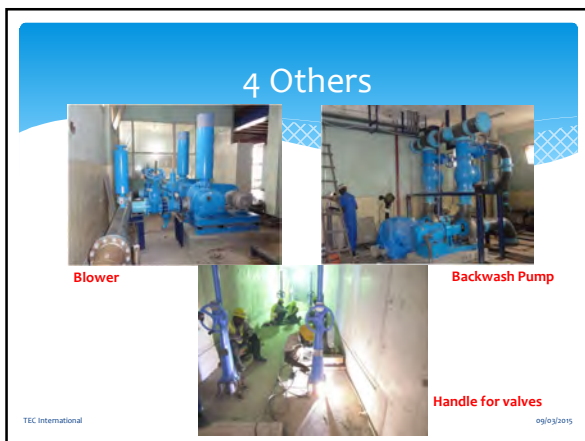 4 Others
Blower
Backwash Pump
Handle for valves
TEC International
09/03/2015